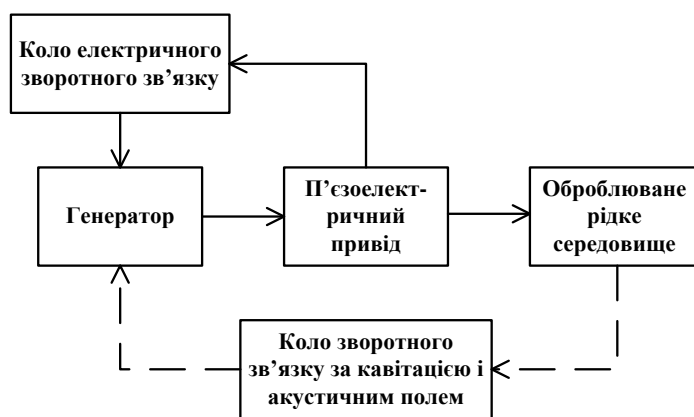 Коло електричного
зворотного зв’язку
Генератор
П’єзоелект-
ричний
привід
Оброблюване
рідке
середовище
Коло зворотного
зв’язку за кавітацією і
акустичним полем